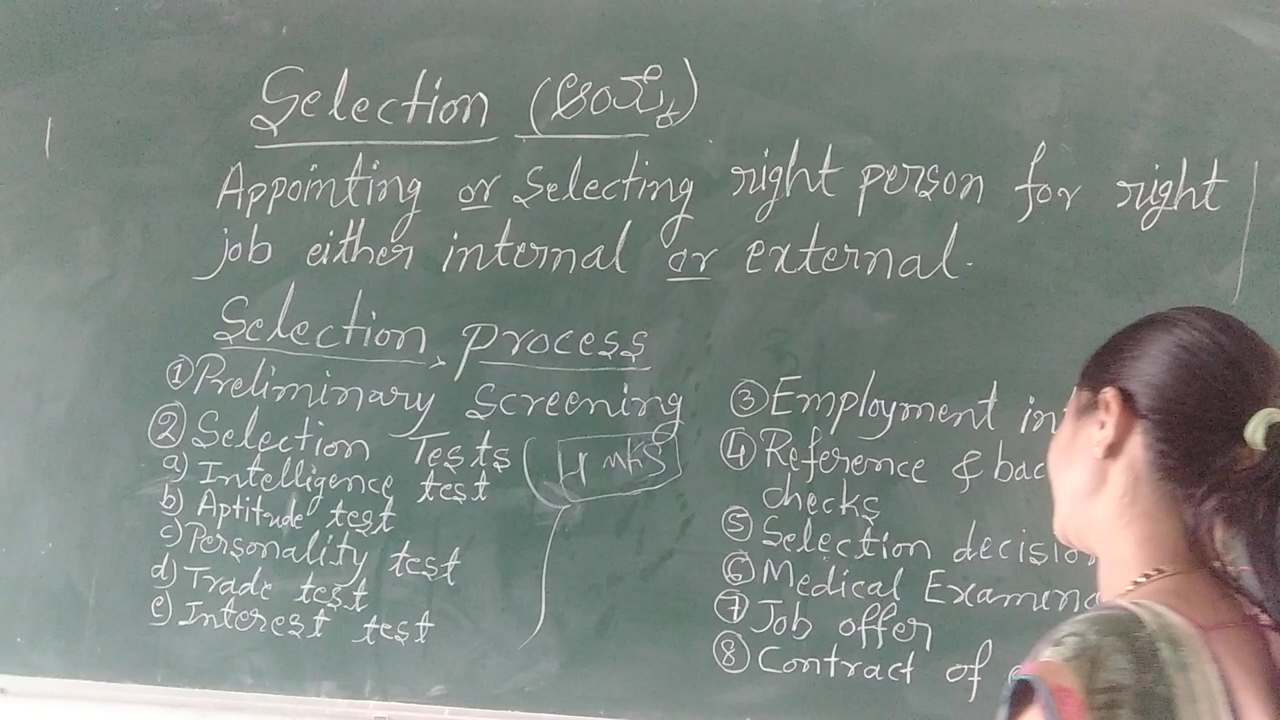 Selection (ಆಯ್ಕೆ)
Appointing or Selecting right person for right
job either internal or external.
Selection process
① Preliminary Screening
② Selection Tests
a) Intelligence test
b) Aptitude test
c) Personality test
d) Trade test
e) Interest test
4 mks
③ Employment in
④ Reference & bac
checks
⑤ Selection decisio
⑥ Medical Examina
⑦ Job offer
⑧ Contract of